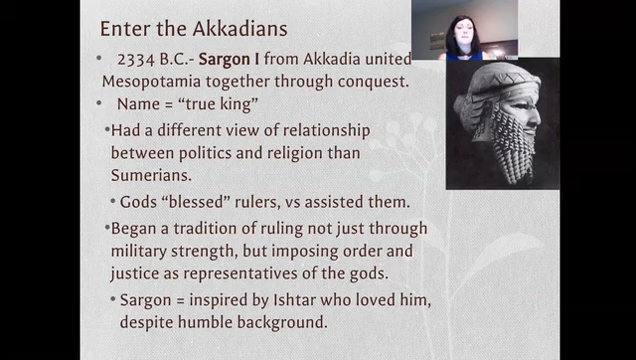 Enter the Akkadians
• 2334 B.C.- Sargon I from Akkadia united
Mesopotamia together through conquest.
• Name = “true king”
•Had a different view of relationship
between politics and religion than
Sumerians.
• Gods “blessed” rulers, vs assisted them.
•Began a tradition of ruling not just through
military strength, but imposing order and
justice as representatives of the gods.
• Sargon = inspired by Ishtar who loved him,
despite humble background.